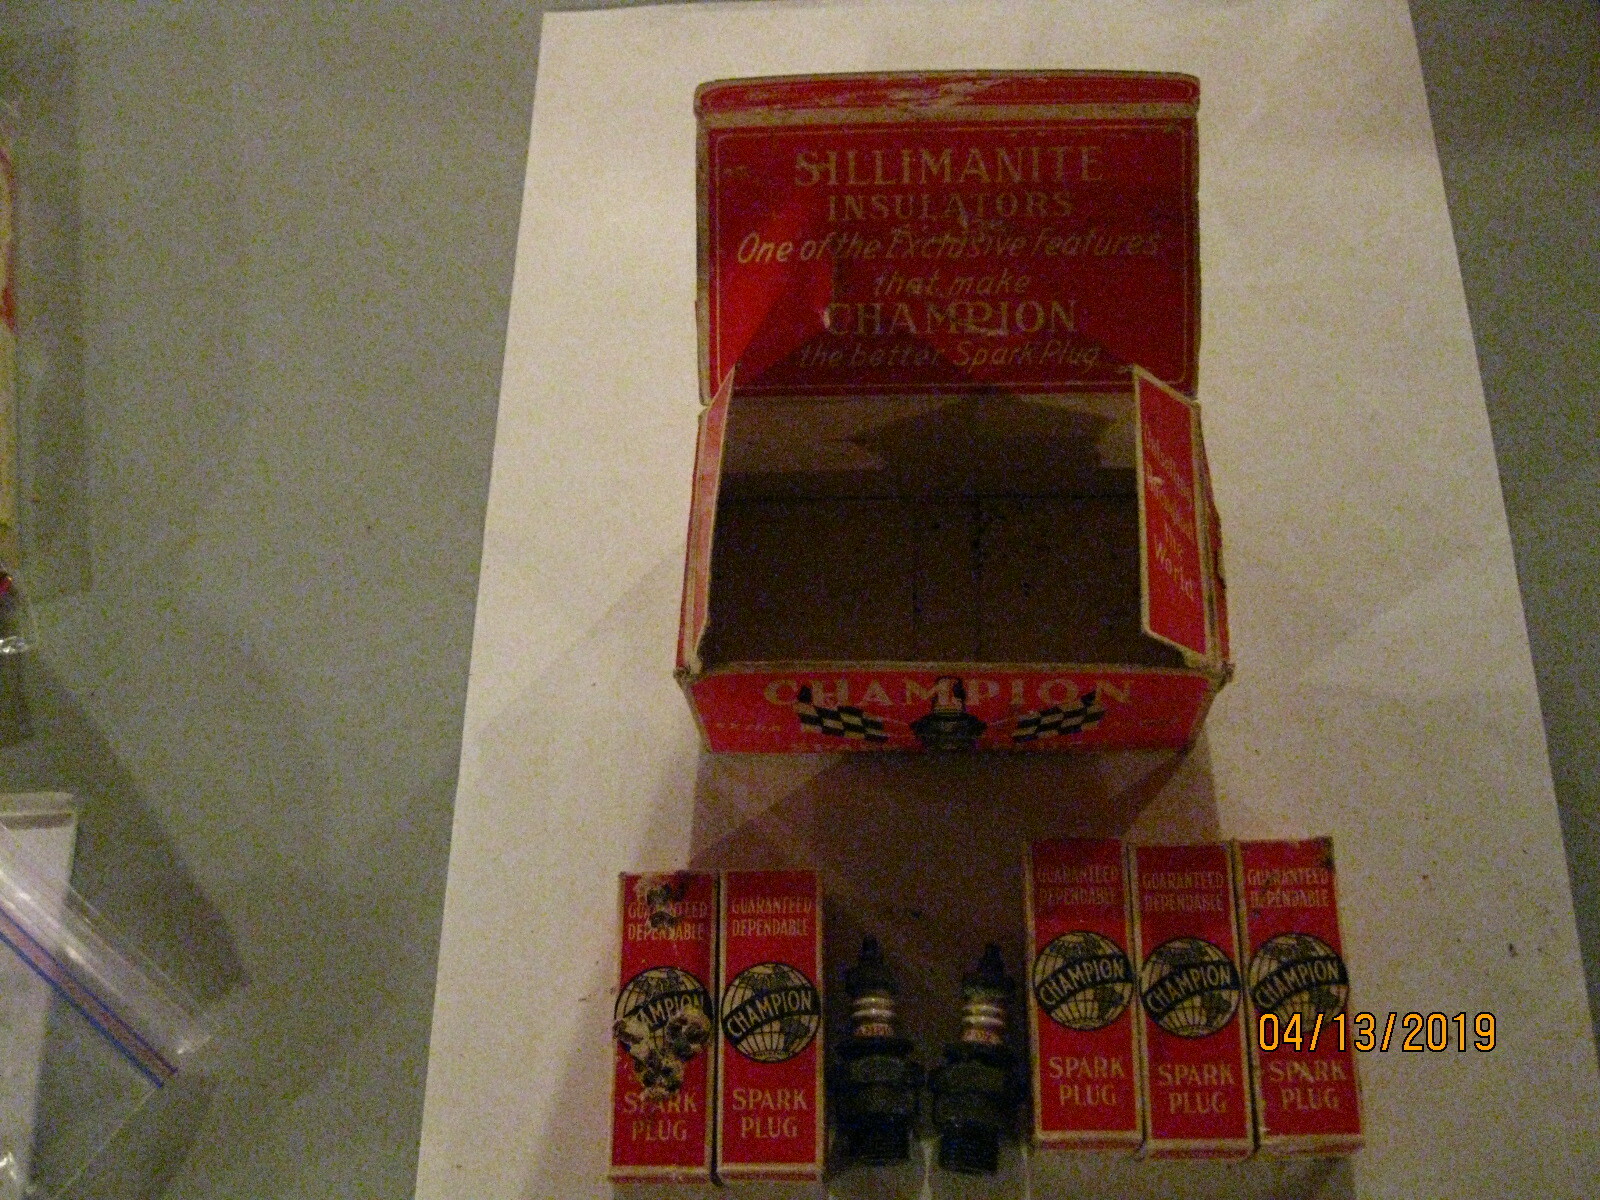 SILLIMANITE
INSULATORS
One of the Exclusive Features
that make
CHAMPION
the better Spark Plug
the
World
CHAMPION
GUARANTEED
DEPENDABLE
CHAMPION
SPARK
PLUG
GUARANTEED
DEPENDABLE
CHAMPION
SPARK
PLUG
GUARANTEED
DEPENDABLE
CHAMPION
SPARK
PLUG
GUARANTEED
DEPENDABLE
CHAMPION
SPARK
PLUG
GUARANTEED
DEPENDABLE
CHAMPION
SPARK
PLUG
04/13/2019